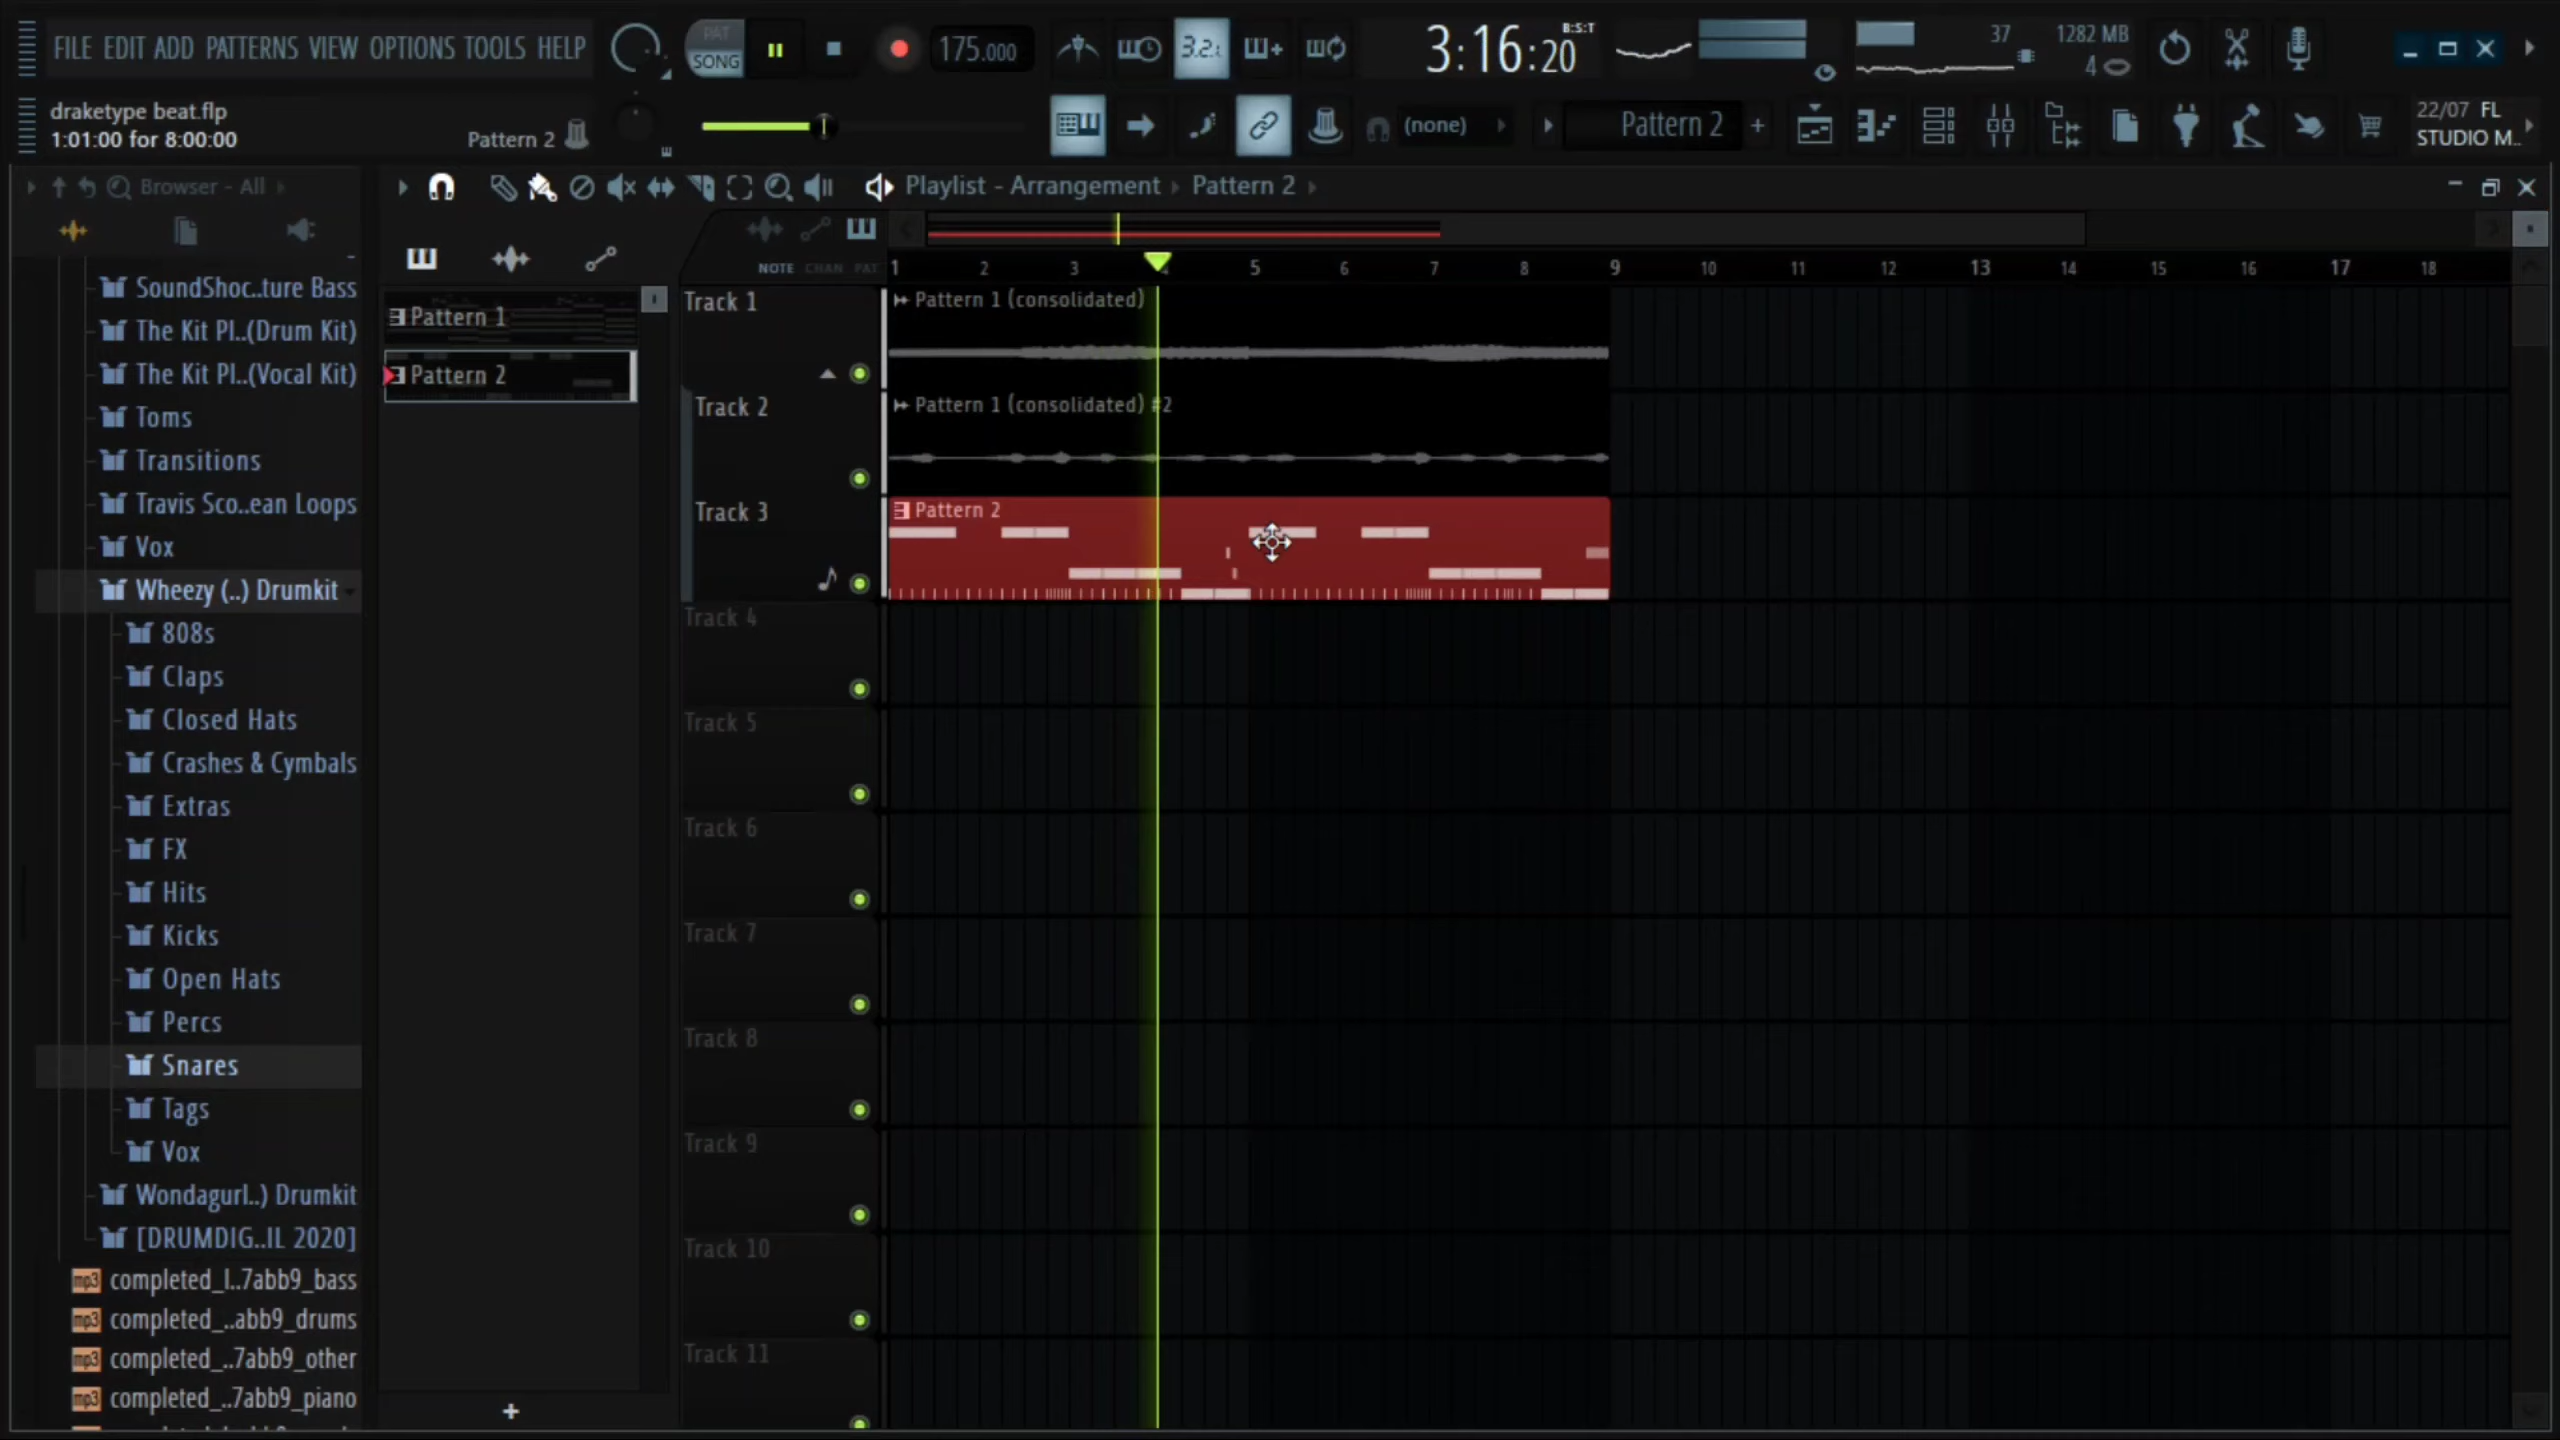 FILE EDIT ADD PATTERNS VIEW OPTIONS TOOLS HELP
PAT
SONG
175.000
3.2.
3:16:20
B:S:T
37
1282 MB
4
draketype beat.flp
1:01:00 for 8:00:00
Pattern 2
(none)
Pattern 2
+
22/07 FL
STUDIO M..
Browser - All
Playlist - Arrangement › Pattern 2 ›
NOTE CHAN PAT
1 2 3 4 5 6 7 8 9 10 11 12 13 14 15 16 17 18
SoundShoc..ture Bass
The Kit Pl..(Drum Kit)
The Kit Pl..(Vocal Kit)
Toms
Transitions
Travis Sco..ean Loops
Vox
Wheezy (..) Drumkit
808s
Claps
Closed Hats
Crashes & Cymbals
Extras
FX
Hits
Kicks
Open Hats
Percs
Snares
Tags
Vox
Wondagurl..) Drumkit
[DRUMDIG..IL 2020]
mp3 completed_l..7abb9_bass
mp3 completed_..abb9_drums
mp3 completed_..7abb9_other
mp3 completed_..7abb9_piano
Pattern 1
Pattern 2
+
Track 1
Pattern 1 (consolidated)
Track 2
Pattern 1 (consolidated) #2
Track 3
Pattern 2
Track 4
Track 5
Track 6
Track 7
Track 8
Track 9
Track 10
Track 11